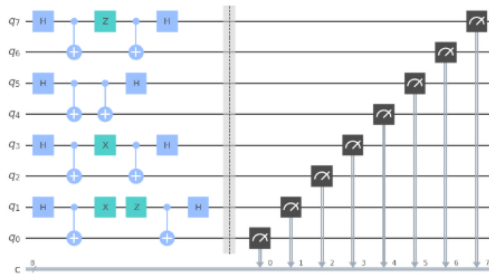 q7 H Z H
q6
q5 H H
q4
q3 H X H
q2
q1 H X Z H
q0
c 8 0 1 2 3 4 5 6 7